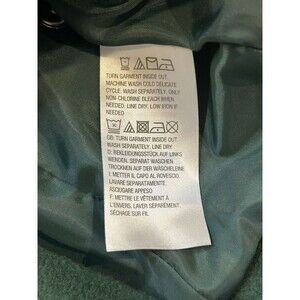 TURN GARMENT INSIDE OUT.
MACHINE WASH COLD DELICATE
CYCLE. WASH SEPARATELY. ONLY
NON-CHLORINE BLEACH WHEN
NEEDED. LINE DRY. LOW IRON IF
NEEDED
30
GB: TURN GARMENT INSIDE OUT.
WASH SEPARATELY. LINE DRY.
D: BEKLEIDUNGSSTÜCK AUF LINKS
WENDEN. SEPARAT WASCHEN
TROCKNEN AUF DER WÄSCHELEINE
I: METTER IL CAPO AL ROVESCIO,
LAVARE SEPARATAMENTE.
ASCIUGARE APPESO
F: METTRE LE VÊTEMENT À
L'ENVERS, LAVER SÉPARÉMENT.
SÉCHAGE SUR FIL